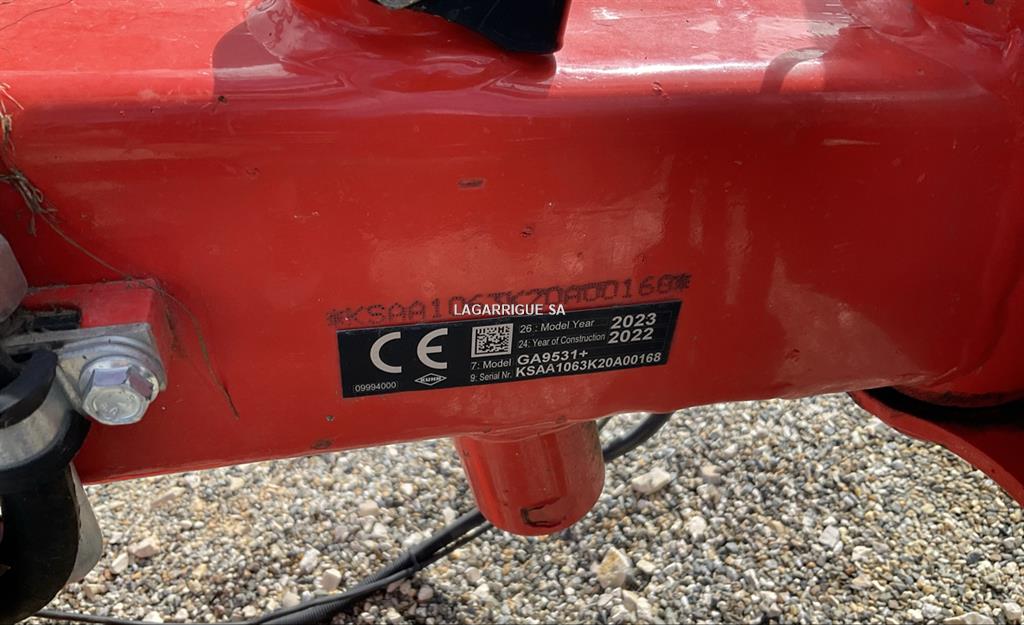 *KSAA1063K20A00168*
LAGARRIGUE SA
CE
26 : Model Year 2023
24: Year of Construction 2022
7: Model GA9531+
9: Serial Nr. KSAA1063K20A00168
09994000
KUHN